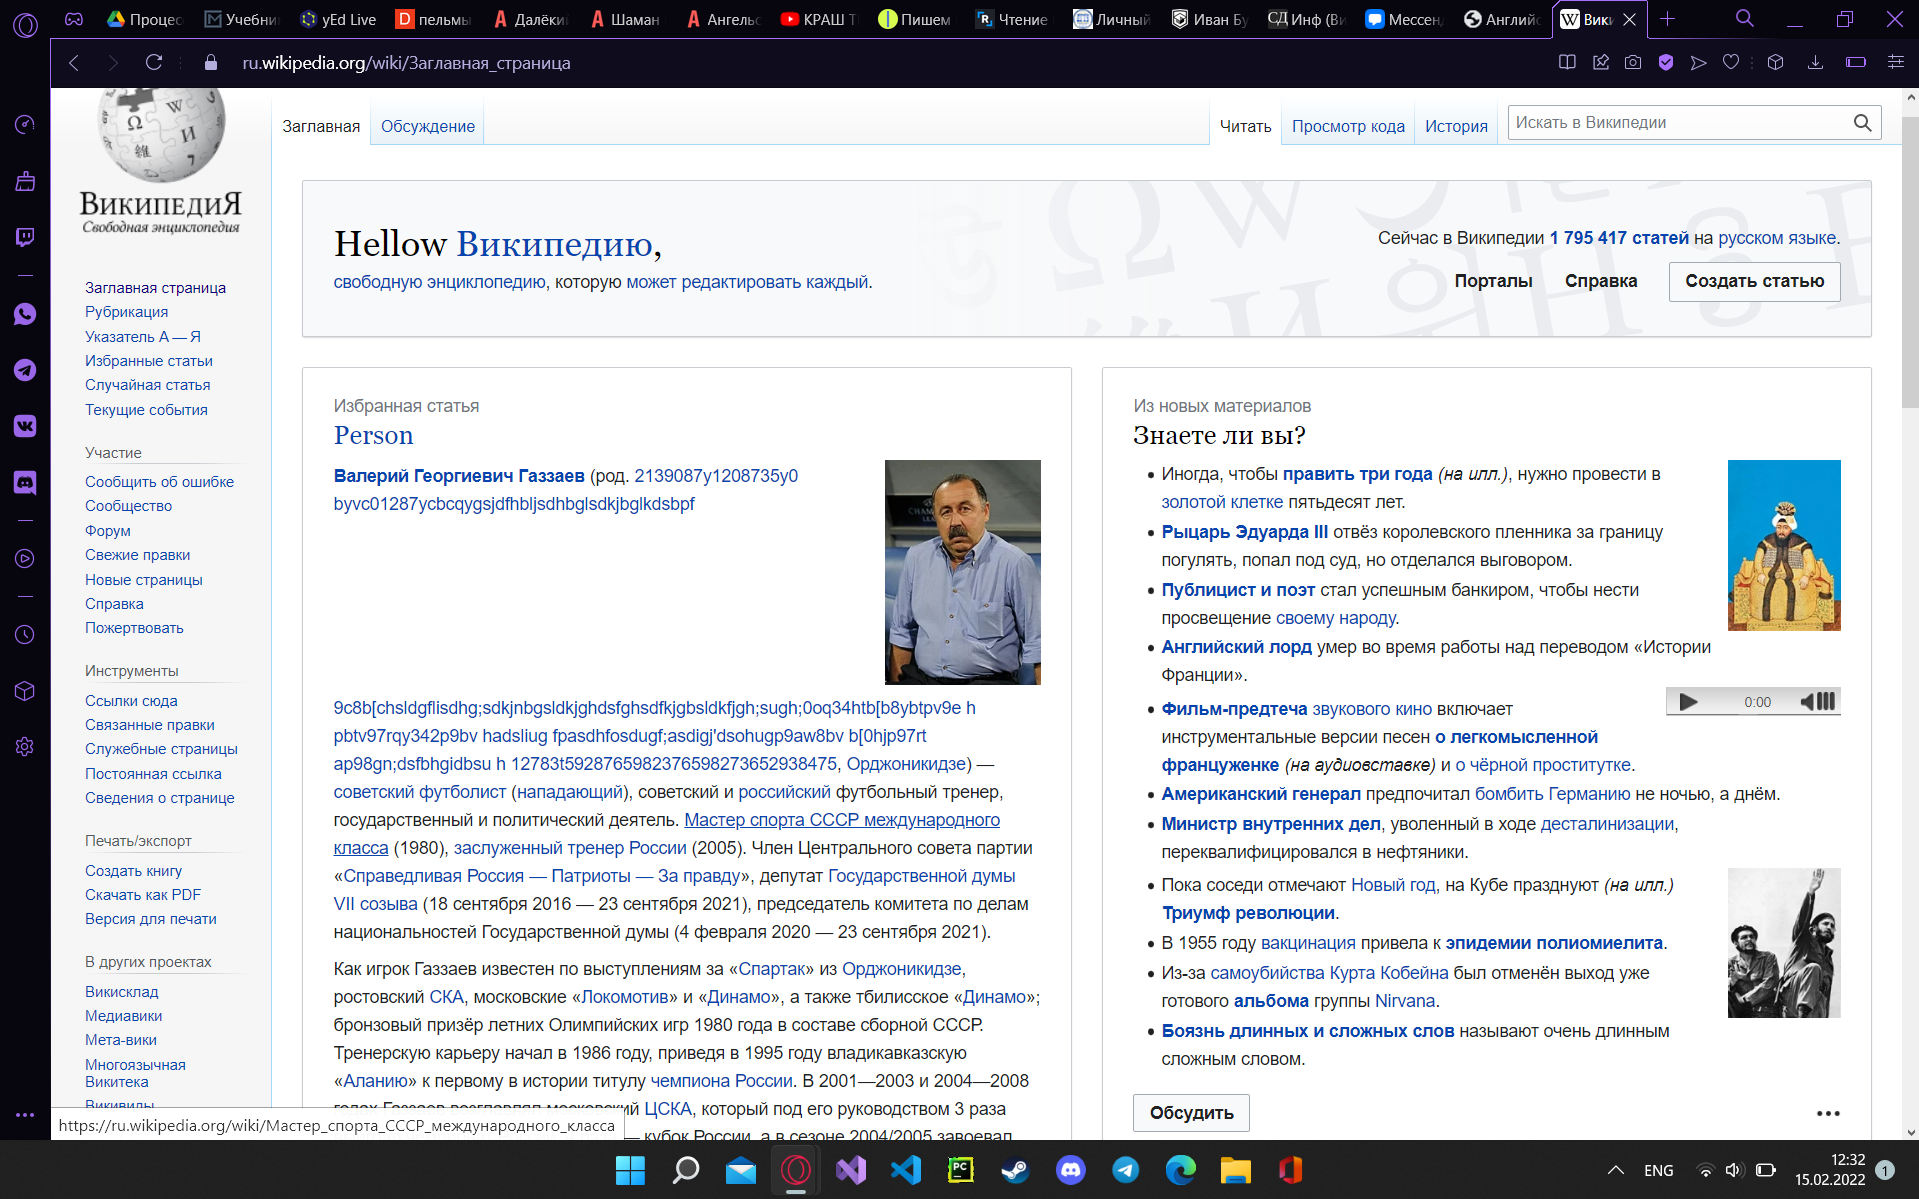 Процес
Учебни
yEd Live
пельмы
Далёкий
Шаман
Ангельс
КРАШ Т
Пишем
Чтение
Личный
Иван Бу
Инф (Ви
Мессен
Англий
Вики
ru.wikipedia.org/wiki/Заглавная_страница
ВикипедиЯ
Свободная энциклопедия
Заглавная
Обсуждение
Читать
Просмотр кода
История
Искать в Википедии
Hellow Википедию,
свободную энциклопедию, которую может редактировать каждый.
Сейчас в Википедии 1 795 417 статей на русском языке.
Порталы
Справка
Создать статью
Заглавная страница
Рубрикация
Указатель А — Я
Избранные статьи
Случайная статья
Текущие события
Участие
Сообщить об ошибке
Сообщество
Форум
Свежие правки
Новые страницы
Справка
Пожертвовать
Инструменты
Ссылки сюда
Связанные правки
Служебные страницы
Постоянная ссылка
Сведения о странице
Печать/экспорт
Создать книгу
Скачать как PDF
Версия для печати
В других проектах
Викисклад
Медиавики
Мета-вики
Многоязычная
Викитека
Викивиды
Избранная статья
Person
Валерий Георгиевич Газзаев (род. 2139087y1208735y0
byvc01287ycbcqygsjdfhbljsdhbglsdkjbglkdsbpf
9c8b[chsldgflisdhg;sdkjnbgsldkjghdsfghsdfkjgbsldkfjgh;sugh;0oq34htb[b8ybtpv9e h
pbtv97rqy342p9bv hadsliug fpasdhfosdugf;asdigj'dsohugp9aw8bv b[0hjp97rt
ap98gn;dsfbhgidbsu h 12783t5928765982376598273652938475, Орджоникидзе) —
советский футболист (нападающий), советский и российский футбольный тренер,
государственный и политический деятель. Мастер спорта СССР международного
класса (1980), заслуженный тренер России (2005). Член Центрального совета партии
«Справедливая Россия — Патриоты — За правду», депутат Государственной думы
VII созыва (18 сентября 2016 — 23 сентября 2021), председатель комитета по делам
национальностей Государственной думы (4 февраля 2020 — 23 сентября 2021).
Как игрок Газзаев известен по выступлениям за «Спартак» из Орджоникидзе,
ростовский СКА, московские «Локомотив» и «Динамо», а также тбилисское «Динамо»;
бронзовый призёр летних Олимпийских игр 1980 года в составе сборной СССР.
Тренерскую карьеру начал в 1986 году, приведя в 1995 году владикавказскую
«Аланию» к первому в истории титулу чемпиона России. В 2001—2003 и 2004—2008
годах Газзаев возглавлял московский ЦСКА, который под его руководством 3 раза
— кубок России, а в сезоне 2004/2005 завоевал
Из новых материалов
Знаете ли вы?
Иногда, чтобы править три года (на илл.), нужно провести в
золотой клетке пятьдесят лет.
Рыцарь Эдуарда III отвёз королевского пленника за границу
погулять, попал под суд, но отделался выговором.
Публицист и поэт стал успешным банкиром, чтобы нести
просвещение своему народу.
Английский лорд умер во время работы над переводом «Истории
Франции».
Фильм-предтеча звукового кино включает
инструментальные версии песен о легкомысленной
француженке (на аудиовставке) и о чёрной проститутке.
0:00
Американский генерал предпочитал бомбить Германию не ночью, а днём.
Министр внутренних дел, уволенный в ходе десталинизации,
переквалифицировался в нефтяники.
Пока соседи отмечают Новый год, на Кубе празднуют (на илл.)
Триумф революции.
В 1955 году вакцинация привела к эпидемии полиомиелита.
Из-за самоубийства Курта Кобейна был отменён выход уже
готового альбома группы Nirvana.
Боязнь длинных и сложных слов называют очень длинным
сложным словом.
Обсудить
https://ru.wikipedia.org/wiki/Мастер_спорта_СССР_международного_класса
ENG
12:32
15.02.2022
1